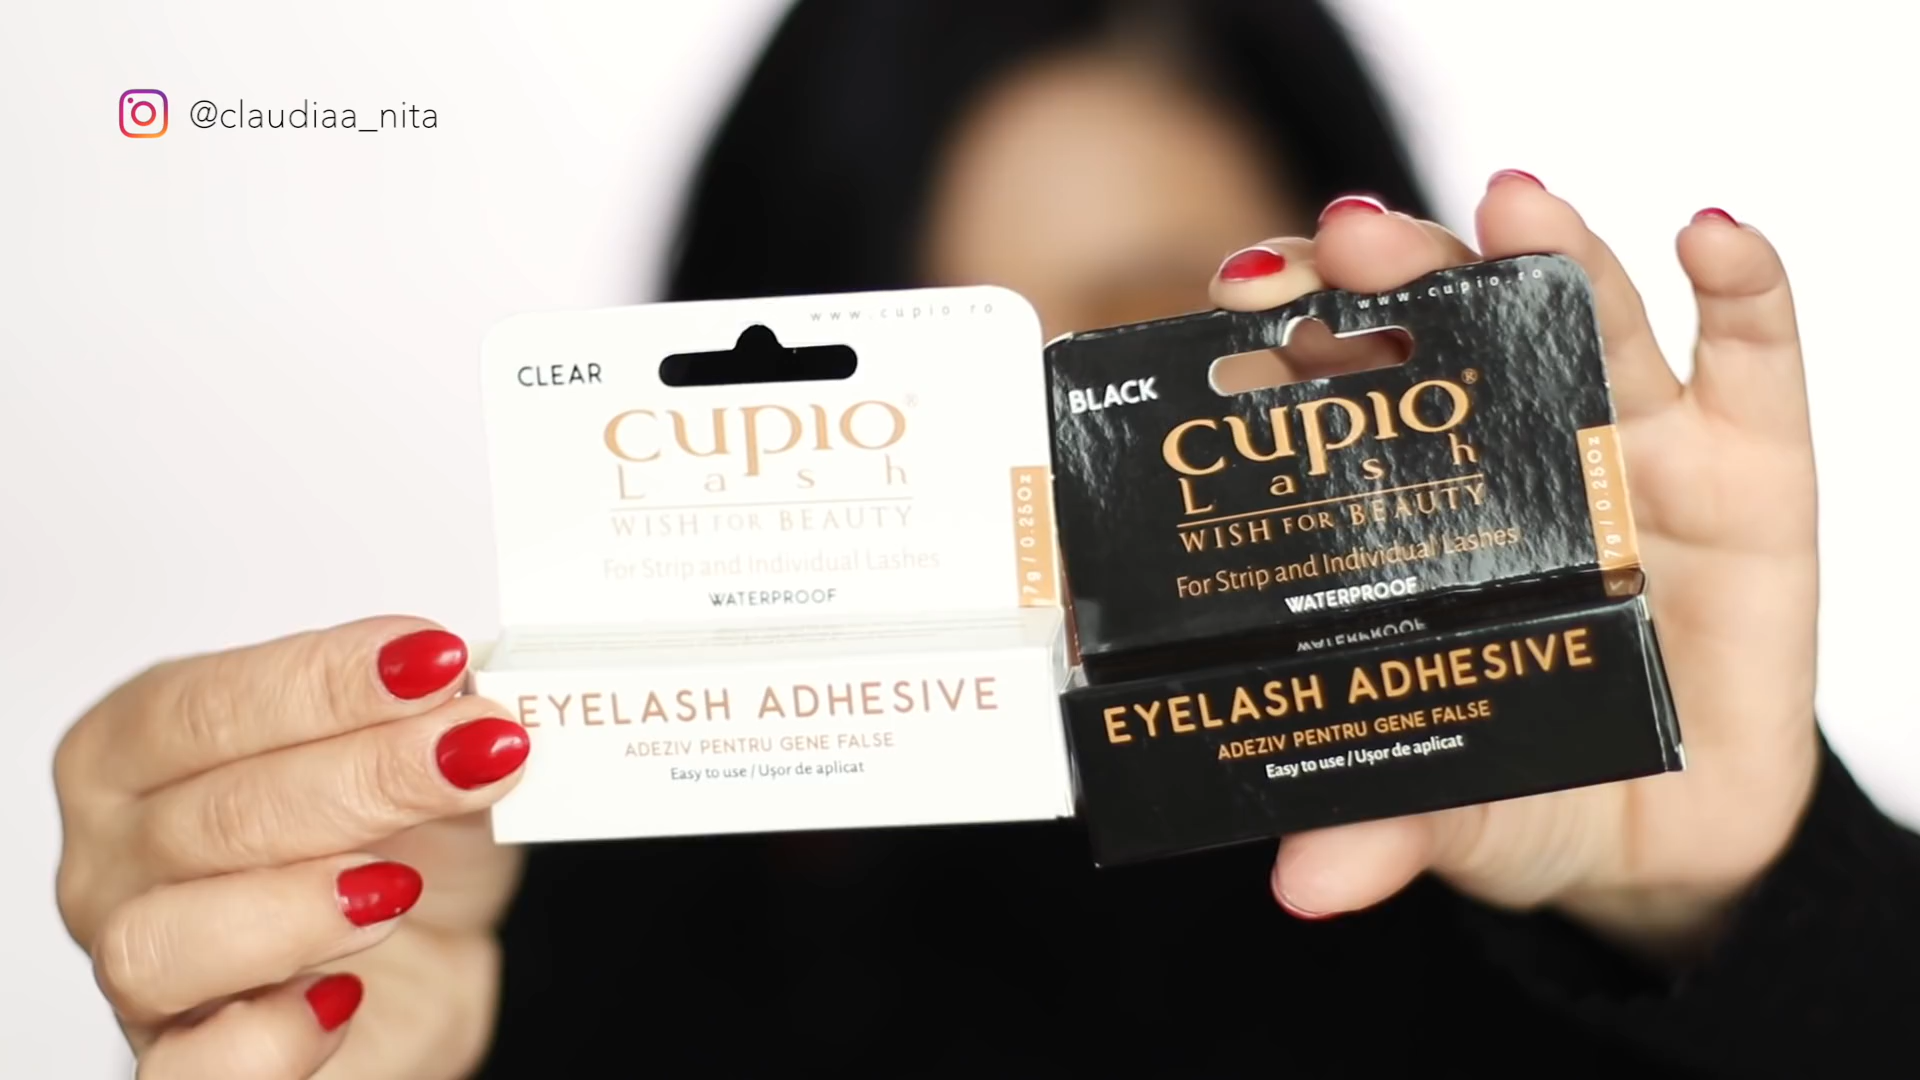 @claudiaa_nita
www.cupio.ro
CLEAR
cupio®
Lash
WISH FOR BEAUTY
For Strip and Individual Lashes
WATERPROOF
7g / 0.25Oz
EYELASH ADHESIVE
ADEZIV PENTRU GENE FALSE
Easy to use / Ușor de aplicat
www.cupio.ro
BLACK
cupio®
Lash
WISH FOR BEAUTY
For Strip and Individual Lashes
WATERPROOF
7g / 0.25Oz
EYELASH ADHESIVE
ADEZIV PENTRU GENE FALSE
Easy to use / Ușor de aplicat